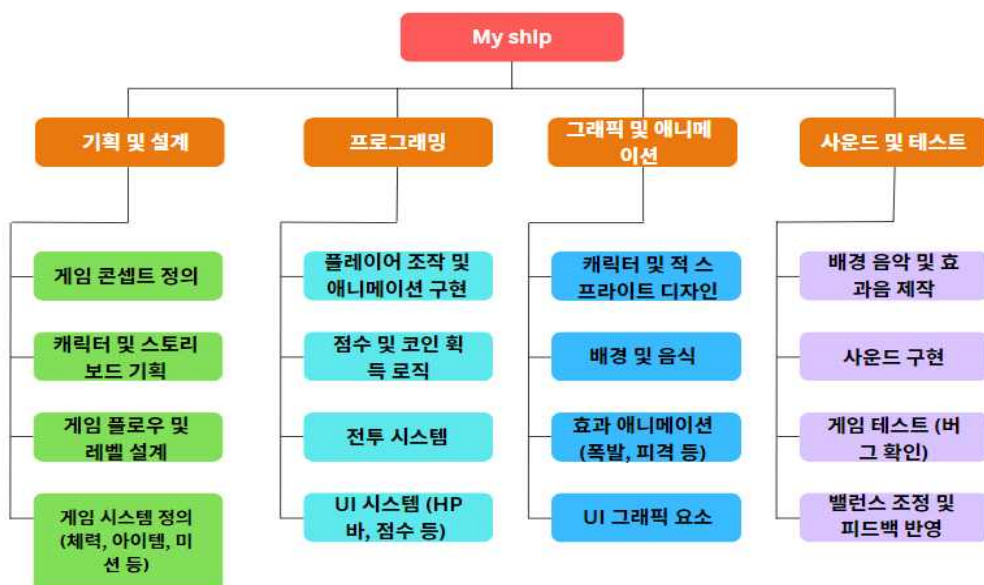 My ship
기획 및 설계
게임 콘셉트 정의
캐릭터 및 스토리
보드 기획
게임 플로우 및
레벨 설계
게임 시스템 정의
(체력, 아이템, 미
션 등)
프로그래밍
플레이어 조작 및
애니메이션 구현
점수 및 코인 획
득 로직
전투 시스템
UI 시스템 (HP
바, 점수 등)
그래픽 및 애니메
이션
캐릭터 및 적 스
프라이트 디자인
배경 및 음식
효과 애니메이션
(폭발, 피격 등)
UI 그래픽 요소
사운드 및 테스트
배경 음악 및 효
과음 제작
사운드 구현
게임 테스트 (버
그 확인)
밸런스 조정 및
피드백 반영